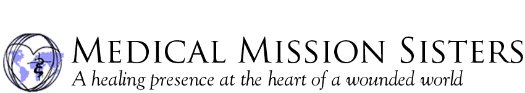 MEDICAL MISSION SISTERS
A healing presence at the heart of a wounded world